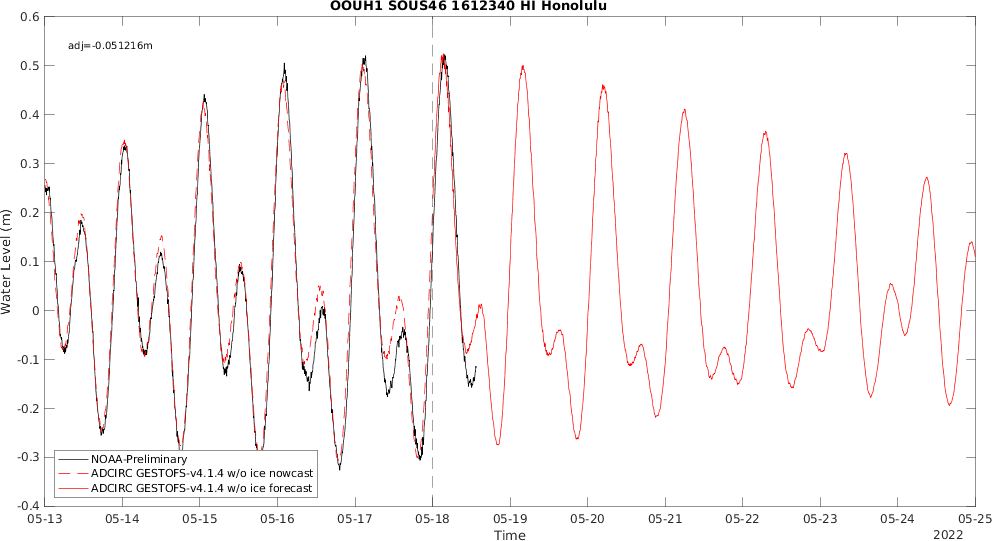 OOUH1 SOUS46 1612340 HI Honolulu
adj=-0.051216m
0.6
0.5
0.4
0.3
0.2
0.1
0
-0.1
-0.2
-0.3
-0.4
Water Level (m)
NOAA-Preliminary
ADCIRC GESTOFS-v4.1.4 w/o ice nowcast
ADCIRC GESTOFS-v4.1.4 w/o ice forecast
05-13 05-14 05-15 05-16 05-17 05-18 05-19 05-20 05-21 05-22 05-23 05-24 05-25
Time
2022